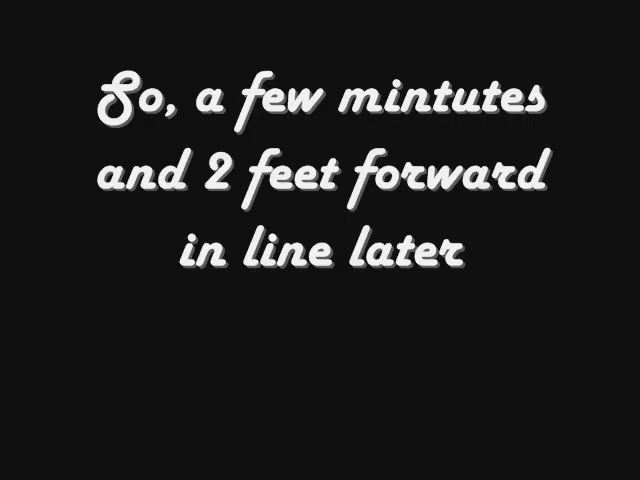 So, a few mintutes
and 2 feet forward
in line later